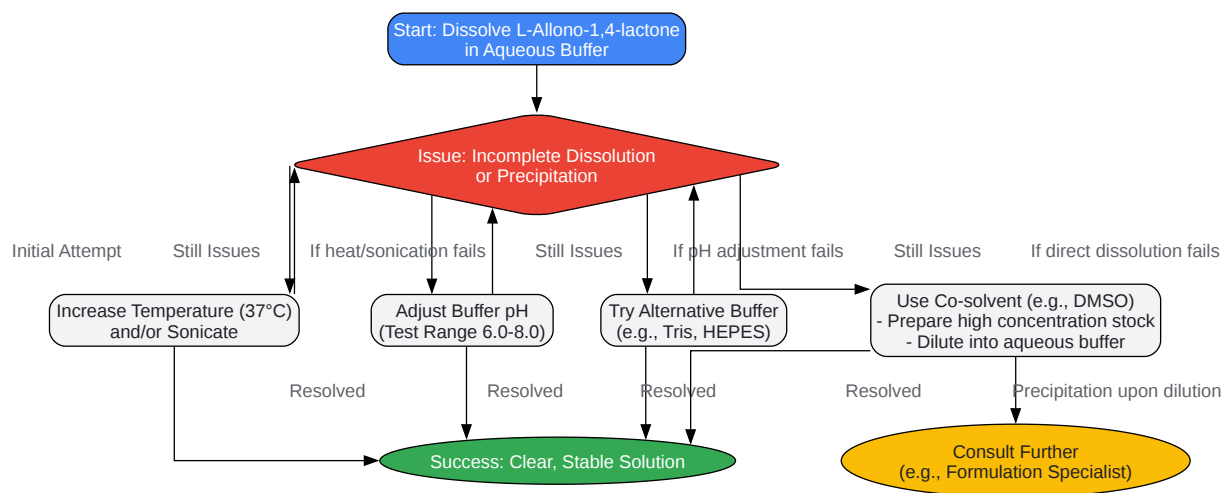 Start: Dissolve L-Allono-1,4-lactone
in Aqueous Buffer
Issue: Incomplete Dissolution
or Precipitation
Initial Attempt
Still Issues
If heat/sonication fails
Still Issues
If pH adjustment fails
Still Issues
If direct dissolution fails
Increase Temperature (37°C)
and/or Sonicate
Adjust Buffer pH
(Test Range 6.0-8.0)
Try Alternative Buffer
(e.g., Tris, HEPES)
Use Co-solvent (e.g., DMSO)
- Prepare high concentration stock
- Dilute into aqueous buffer
Resolved
Resolved
Resolved
Resolved
Precipitation upon dilution
Success: Clear, Stable Solution
Consult Further
(e.g., Formulation Specialist)